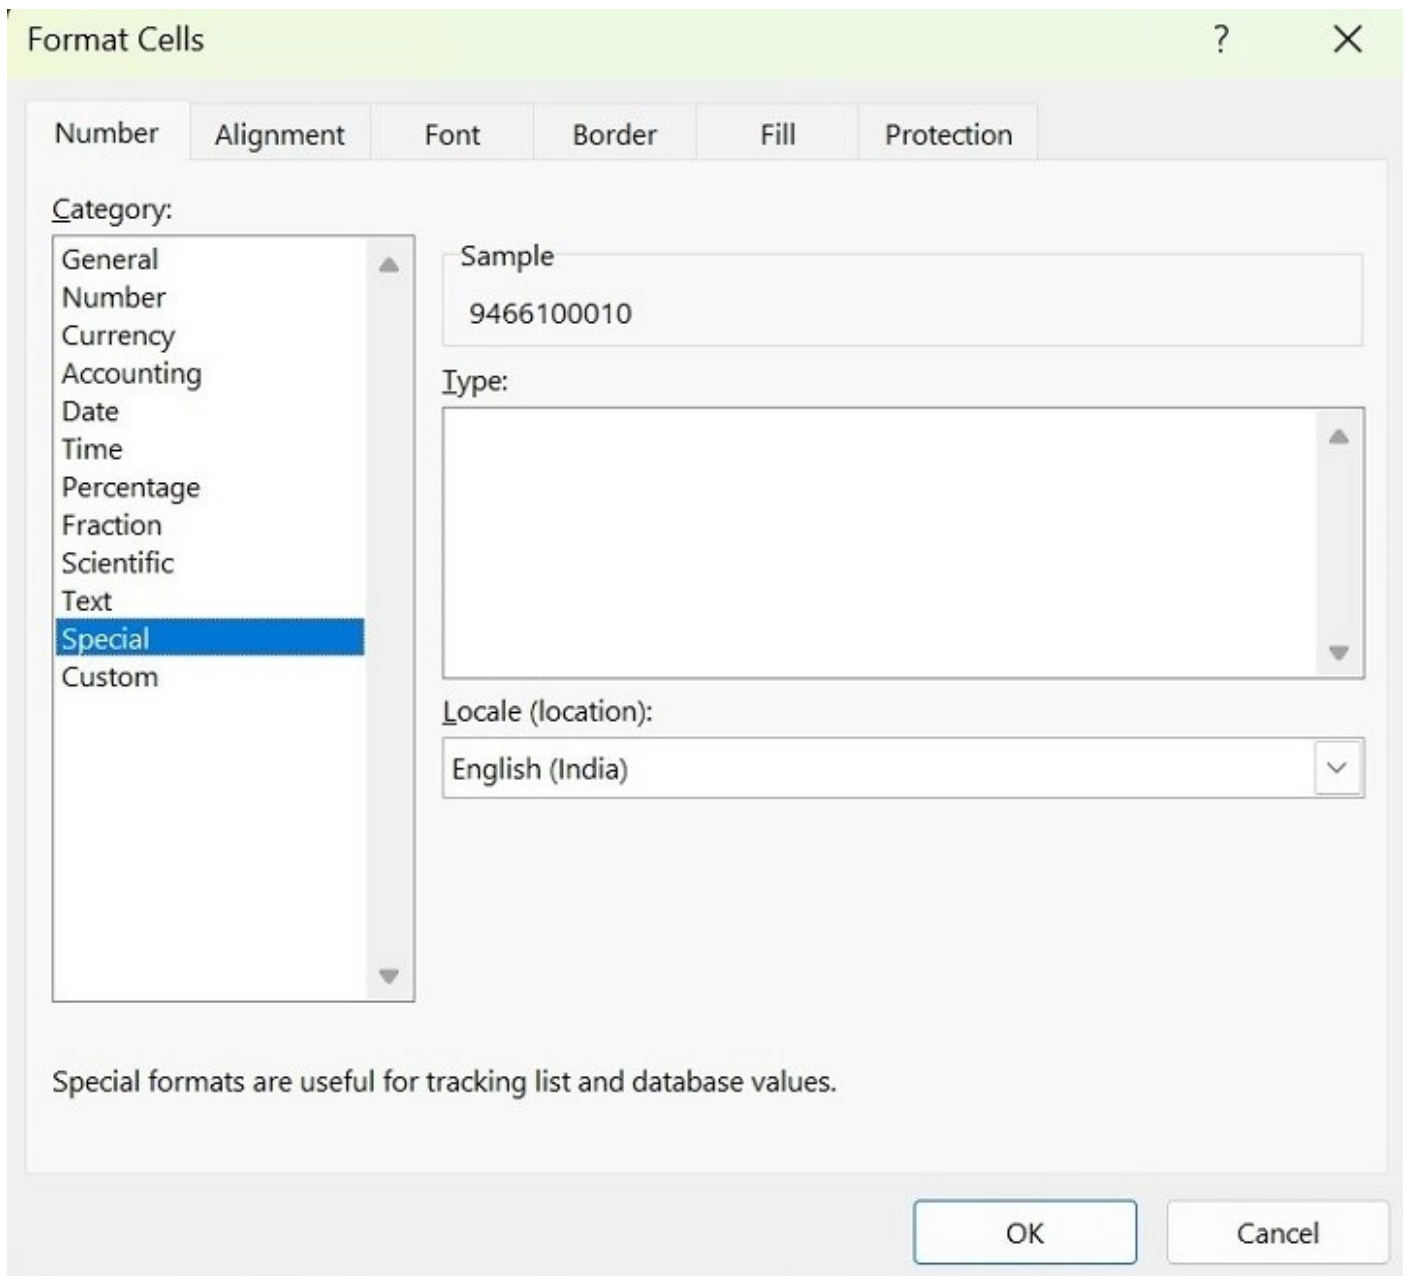 Format Cells ?
Number Alignment Font Border Fill Protection
Category:
General
Number
Currency
Accounting
Date
Time
Percentage
Fraction
Scientific
Text
Special
Custom
Sample
9466100010
Type:
Locale (location):
English (India)
Special formats are useful for tracking list and database values.
OK Cancel